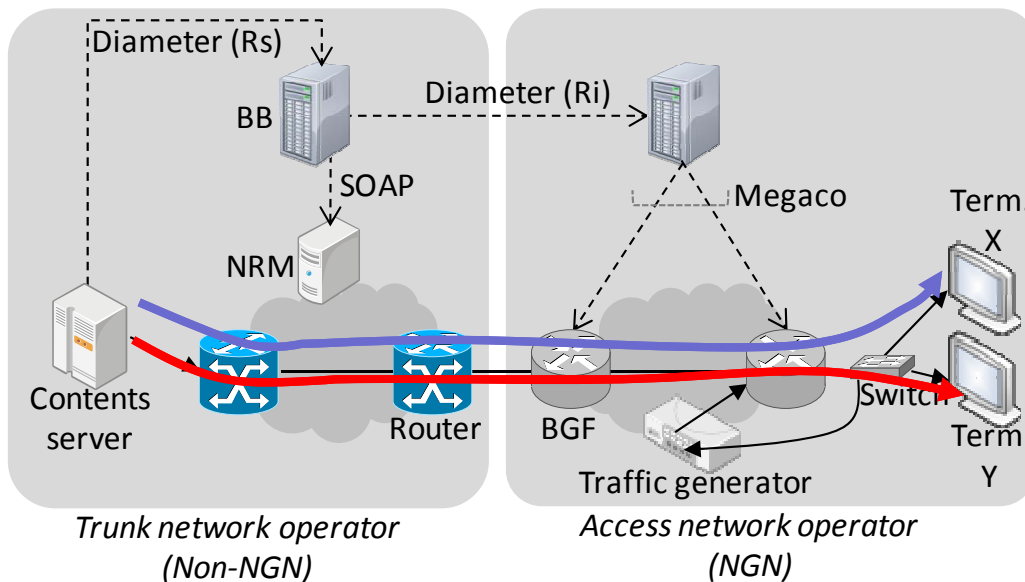 Diameter (Rs)
BB
Diameter (Ri)
SOAP
Megaco
NRM
Term.
X
Contents
server
Router
BGF
Switch
Traffic generator
Term.
Y
Trunk network operator
(Non-NGN)
Access network operator
(NGN)